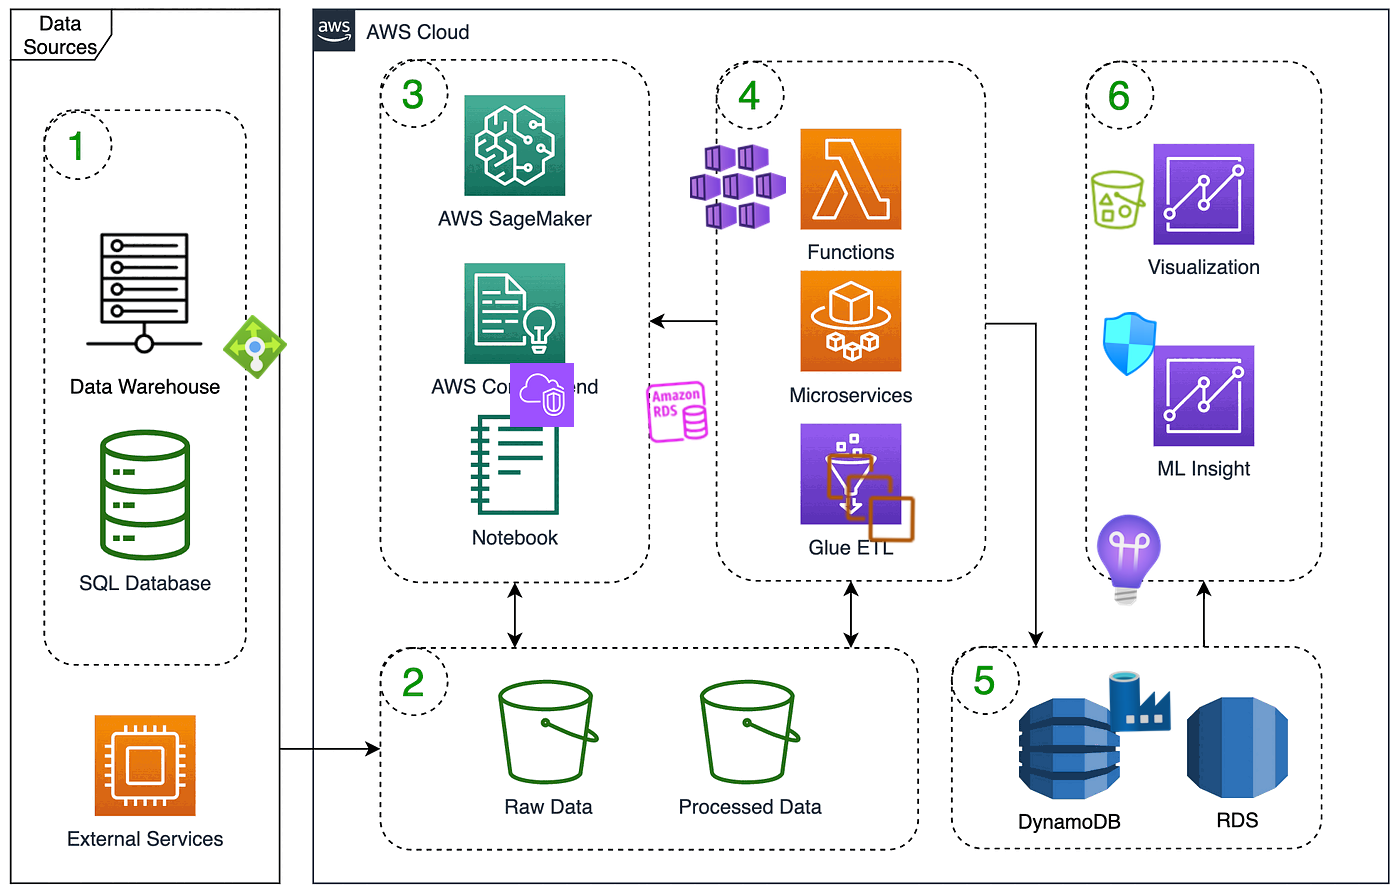 Data
Sources
1
Data Warehouse
SQL Database
External Services
aws
AWS Cloud
3
AWS SageMaker
AWS Co
end
Notebook
Amazon
RDS
4
Functions
Microservices
Glue ETL
6
Visualization
ML Insight
2
Raw Data
Processed Data
5
DynamoDB
RDS